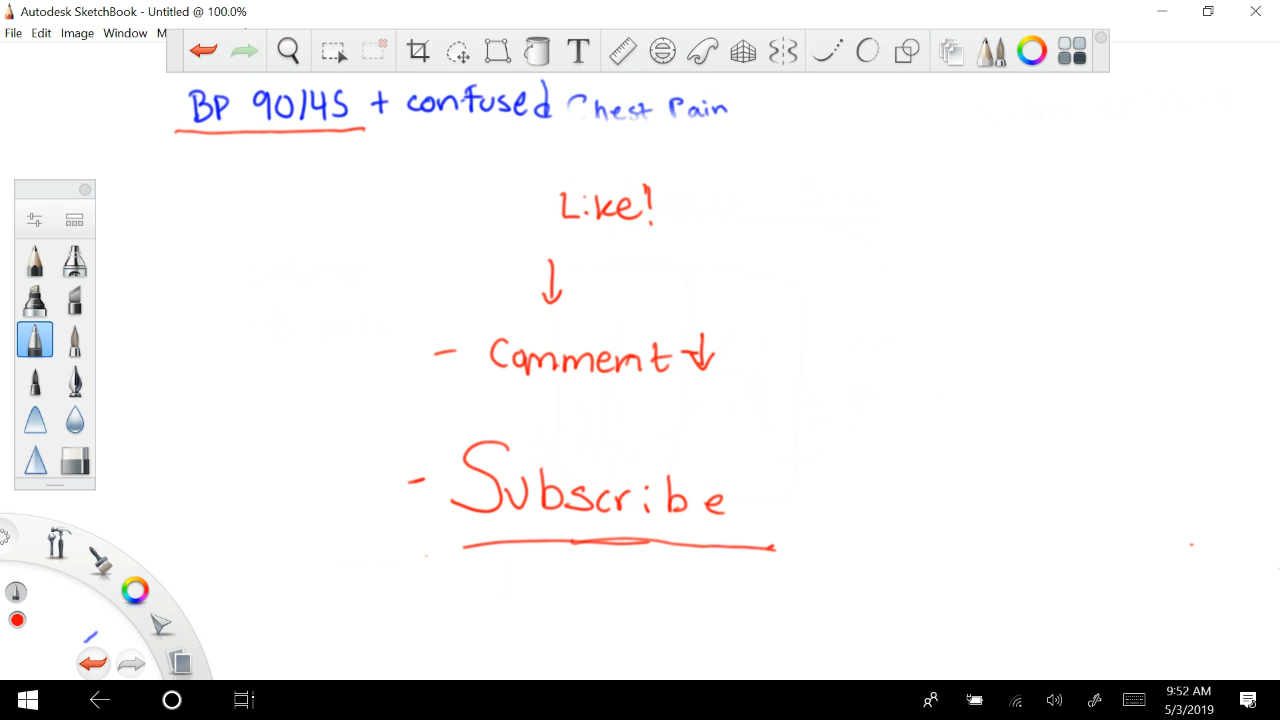 Autodesk SketchBook - Untitled @ 100.0%
File Edit Image Window
BP 90/45 + confused Chest Pain
Like!
↓
- Comment ↓
- Subscribe
9:52 AM
5/3/2019